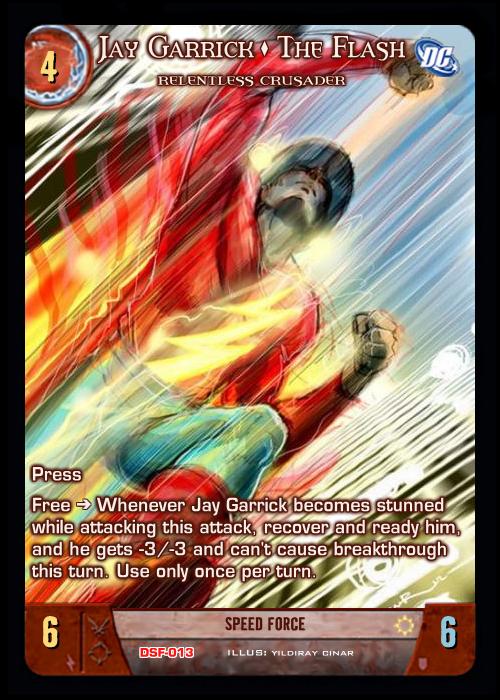 4
JAY GARRICK ♦ THE FLASH
DC
RELENTLESS CRUSADER
Press
Free ➔ Whenever Jay Garrick becomes stunned
while attacking this attack, recover and ready him,
and he gets -3/-3 and can't cause breakthrough
this turn. Use only once per turn.
6
SPEED FORCE
6
DSF-013
ILLUS: YILDIRAY CINAR